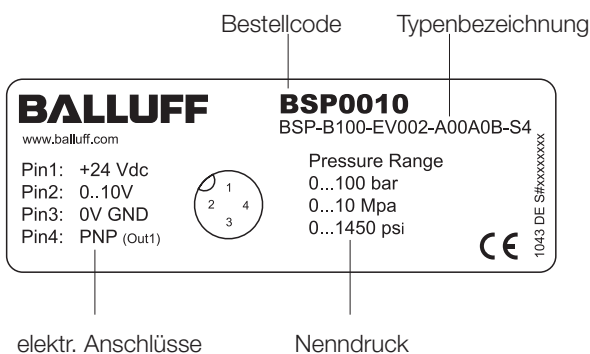 Bestellcode Typenbezeichnung
BALLUFF
www.balluff.com
BSP0010
BSP-B100-EV002-A00A0B-S4
Pin1: +24 Vdc
Pin2: 0..10V
Pin3: 0V GND
Pin4: PNP (Out1)
1
2 4
3
Pressure Range
0...100 bar
0...10 Mpa
0...1450 psi
CE
1043 DE S#xxxxxxxxx
elektr. Anschlüsse Nenndruck